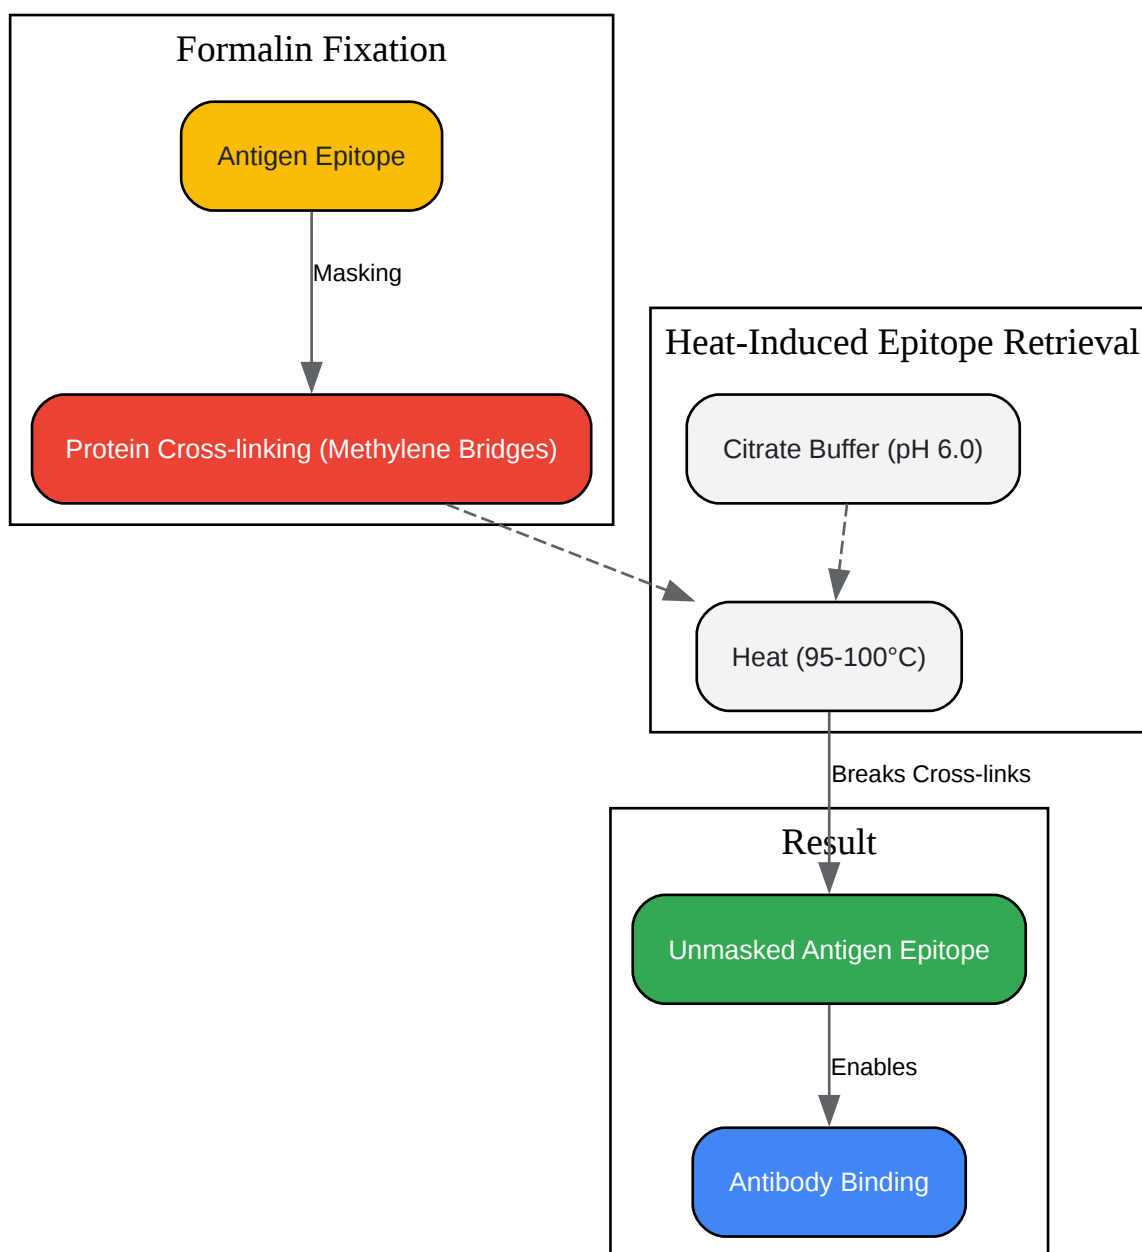 Formalin Fixation
Antigen Epitope
Masking
Protein Cross-linking (Methylene Bridges)
Heat-Induced Epitope Retrieval
Citrate Buffer (pH 6.0)
Heat (95-100°C)
Breaks Cross-links
Result
Unmasked Antigen Epitope
Enables
Antibody Binding